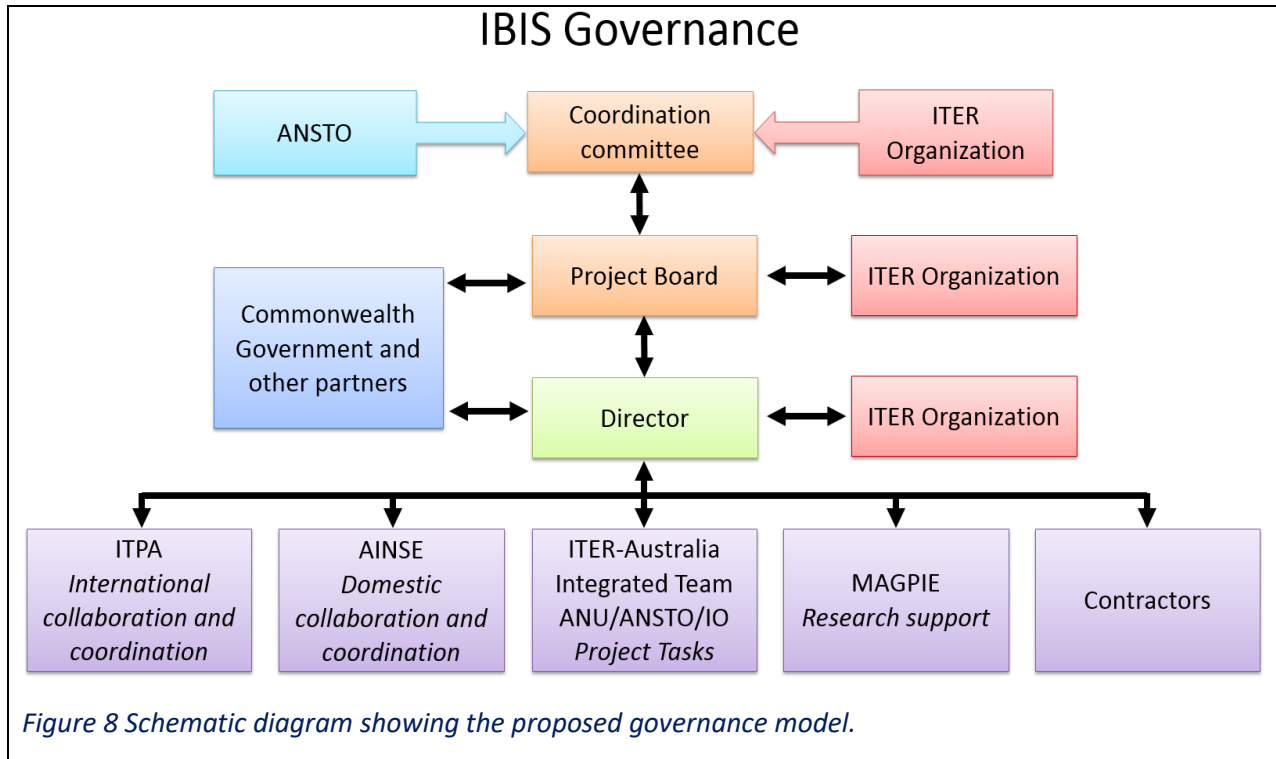 IBIS Governance
ANSTO
Coordination
committee
ITER
Organization
Commonwealth
Government and
other partners
Project Board
ITER Organization
Director
ITER Organization
ITPA
International
collaboration and
coordination
AINSE
Domestic
collaboration and
coordination
ITER-Australia
Integrated Team
ANU/ANSTO/IO
Project Tasks
MAGPIE
Research support
Contractors
Figure 8 Schematic diagram showing the proposed governance model.